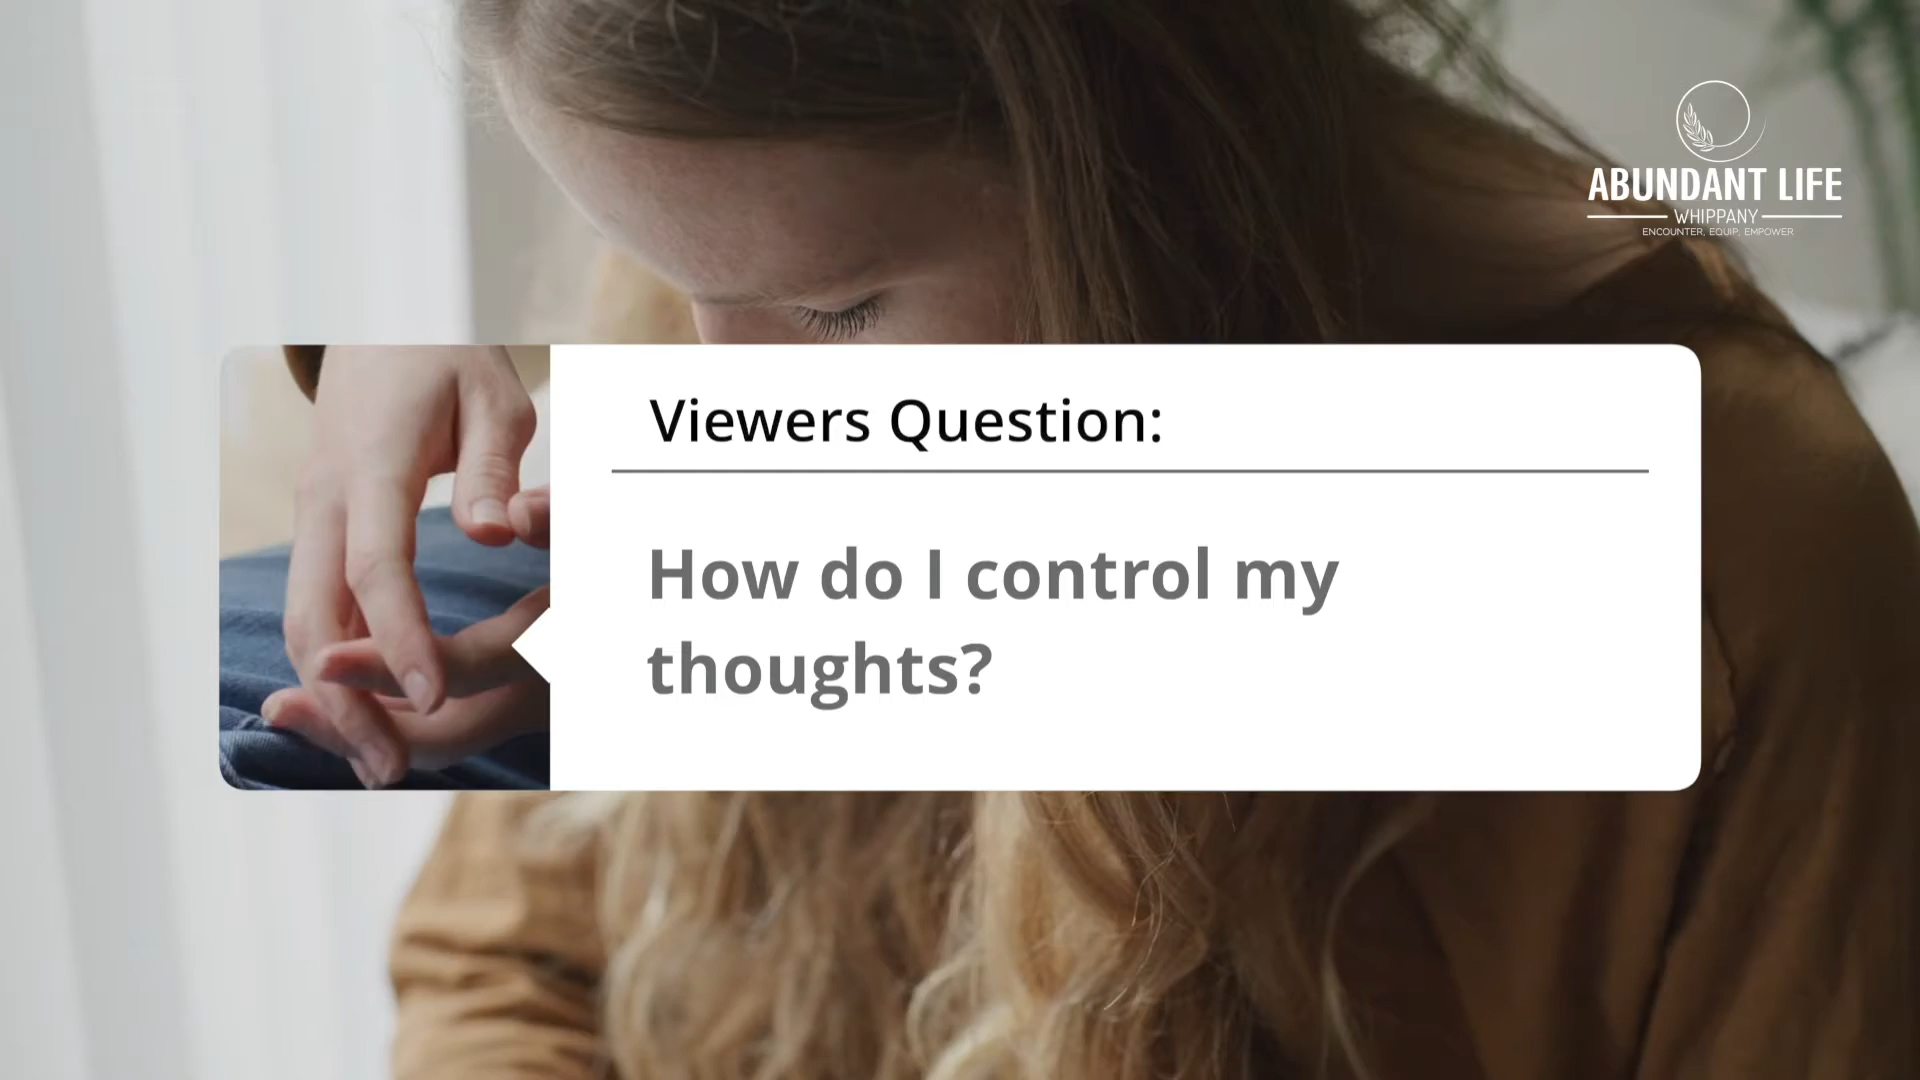 ABUNDANT LIFE
WHIPPANY
ENCOUNTER, EQUIP, EMPOWER
Viewers Question:
How do I control my
thoughts?